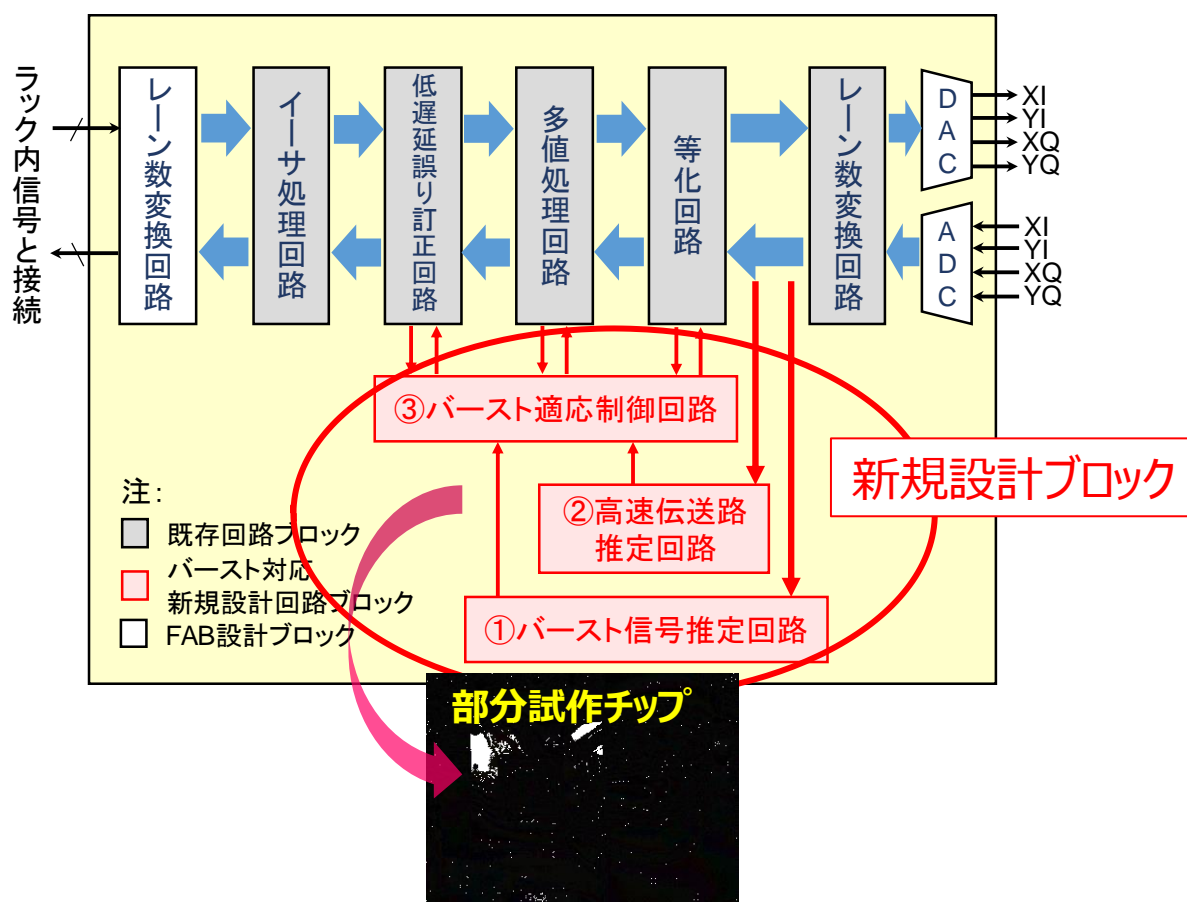 ラック内信号と接続
レーン数変換回路
イーサ処理回路
低遅延誤り訂正回路
多値処理回路
等化回路
レーン数変換回路
DAC
XI
YI
XQ
YQ
ADC
XI
YI
XQ
YQ
③バースト適応制御回路
②高速伝送路
推定回路
①バースト信号推定回路
新規設計ブロック
注：
既存回路ブロック
バースト対応
新規設計回路ブロック
FAB設計ブロック
部分試作チップ